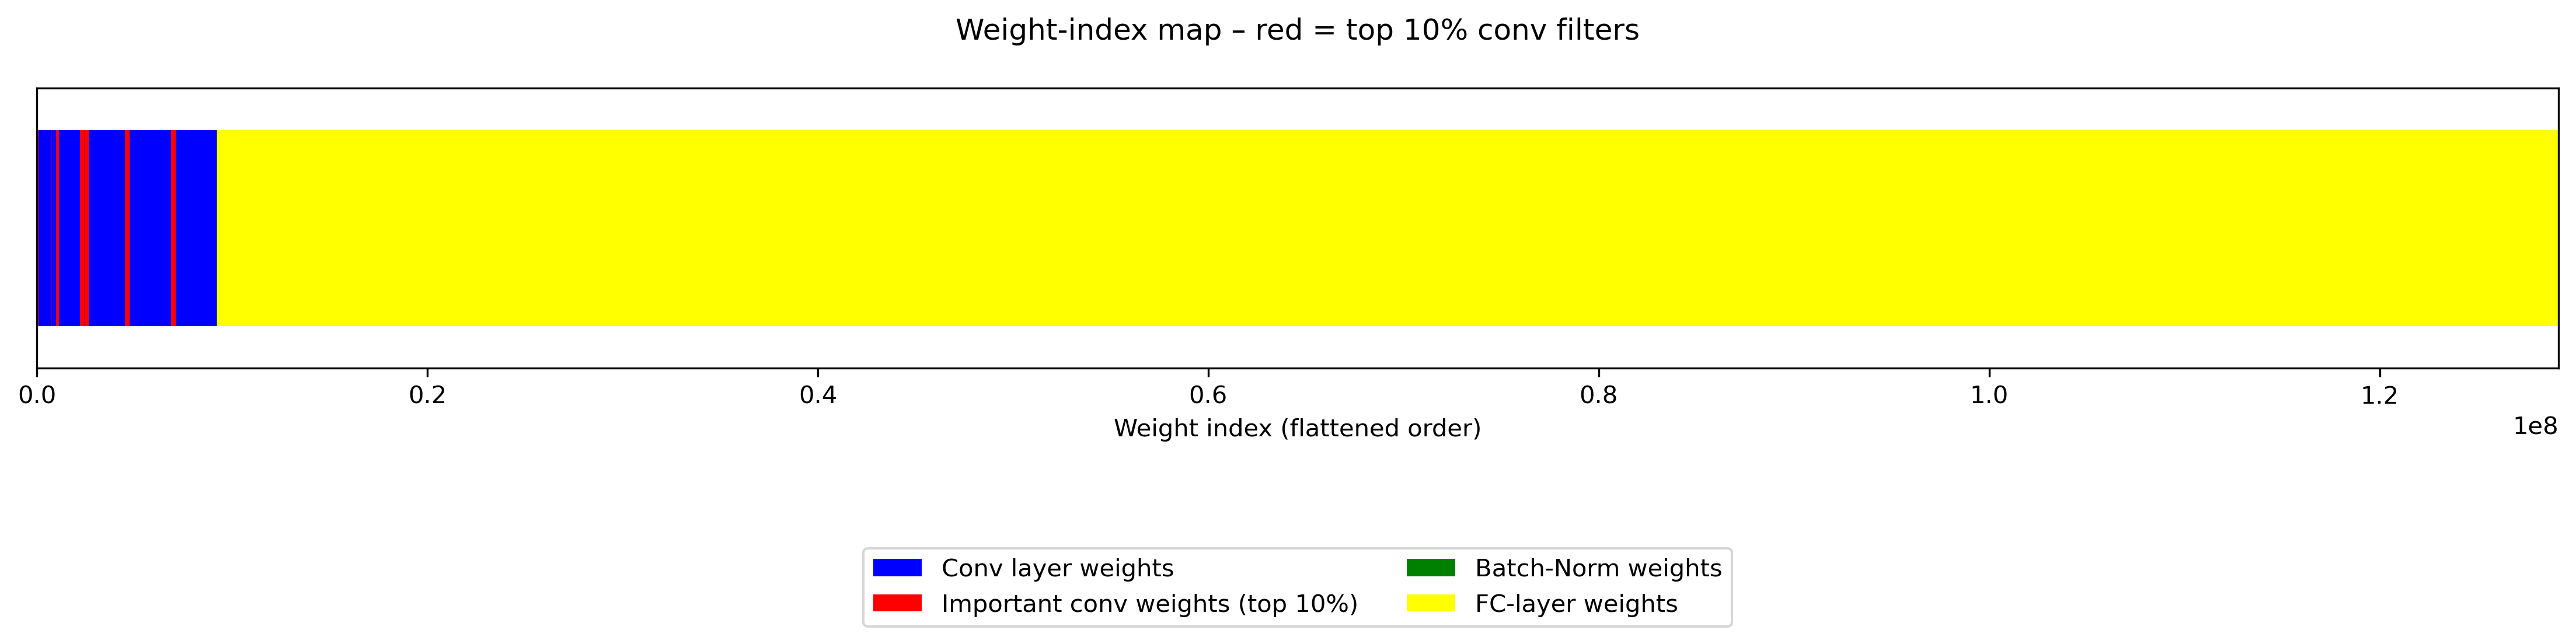 Weight-index map – red = top 10% conv filters
0.0 0.2 0.4 0.6 0.8 1.0 1.2
Weight index (flattened order)
1e8
Conv layer weights
Important conv weights (top 10%)
Batch-Norm weights
FC-layer weights